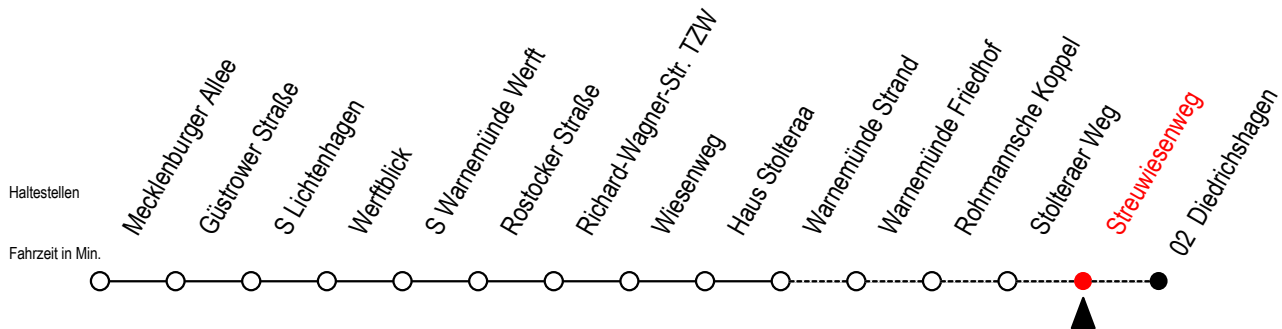 Haltestellen
Mecklenburger Allee
Güstrower Straße
S Lichtenhagen
Werftblick
S Warnemünde Werft
Rostocker Straße
Richard-Wagner-Str. TZW
Wiesenweg
Haus Stolteraa
Warnemünde Strand
Warnemünde Friedhof
Rohrmannsche Koppel
Stolteraer Weg
Streuwiesenweg
02 Diedrichshagen
Fahrzeit in Min.